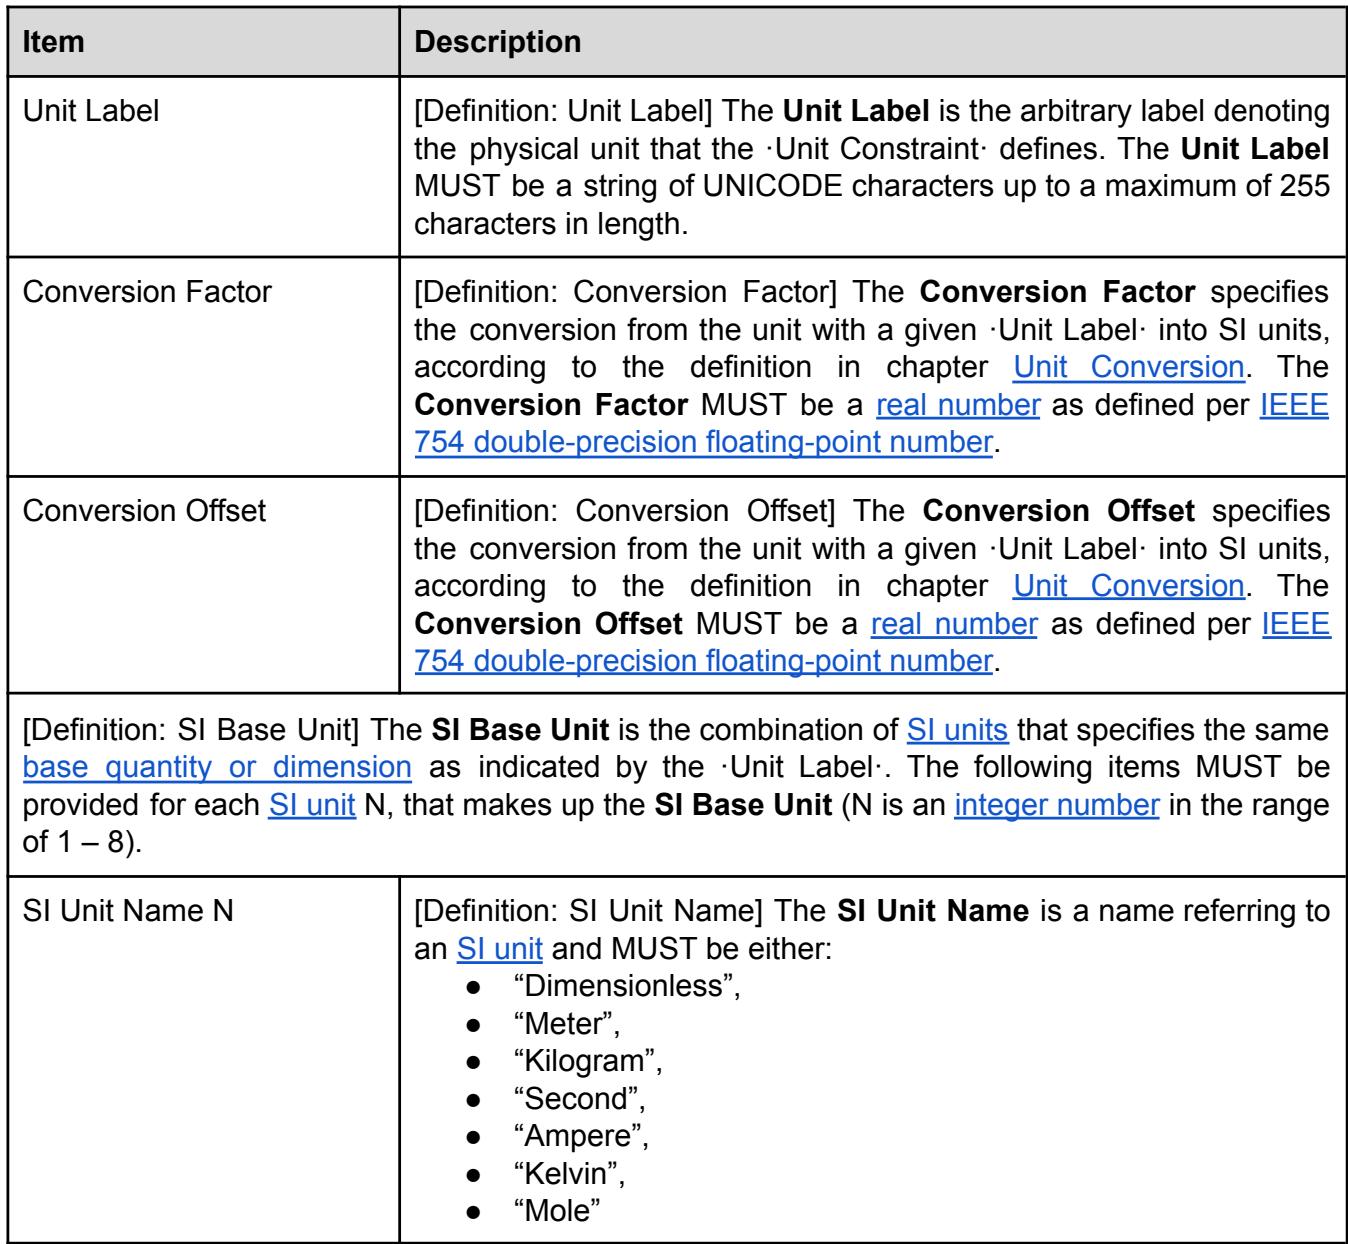 Item
Description
Unit Label
[Definition: Unit Label] The Unit Label is the arbitrary label denoting
the physical unit that the ·Unit Constraint· defines. The Unit Label
MUST be a string of UNICODE characters up to a maximum of 255
characters in length.
Conversion Factor
[Definition: Conversion Factor] The Conversion Factor specifies
the conversion from the unit with a given ·Unit Label· into SI units,
according to the definition in chapter Unit Conversion. The
Conversion Factor MUST be a real number as defined per IEEE
754 double-precision floating-point number.
Conversion Offset
[Definition: Conversion Offset] The Conversion Offset specifies
the conversion from the unit with a given ·Unit Label· into SI units,
according to the definition in chapter Unit Conversion. The
Conversion Offset MUST be a real number as defined per IEEE
754 double-precision floating-point number.
[Definition: SI Base Unit] The SI Base Unit is the combination of SI units that specifies the same
base quantity or dimension as indicated by the ·Unit Label·. The following items MUST be
provided for each SI unit N, that makes up the SI Base Unit (N is an integer number in the range
of 1 – 8).
SI Unit Name N
[Definition: SI Unit Name] The SI Unit Name is a name referring to
an SI unit and MUST be either:
● “Dimensionless”,
● “Meter”,
● “Kilogram”,
● “Second”,
● “Ampere”,
● “Kelvin”,
● “Mole”